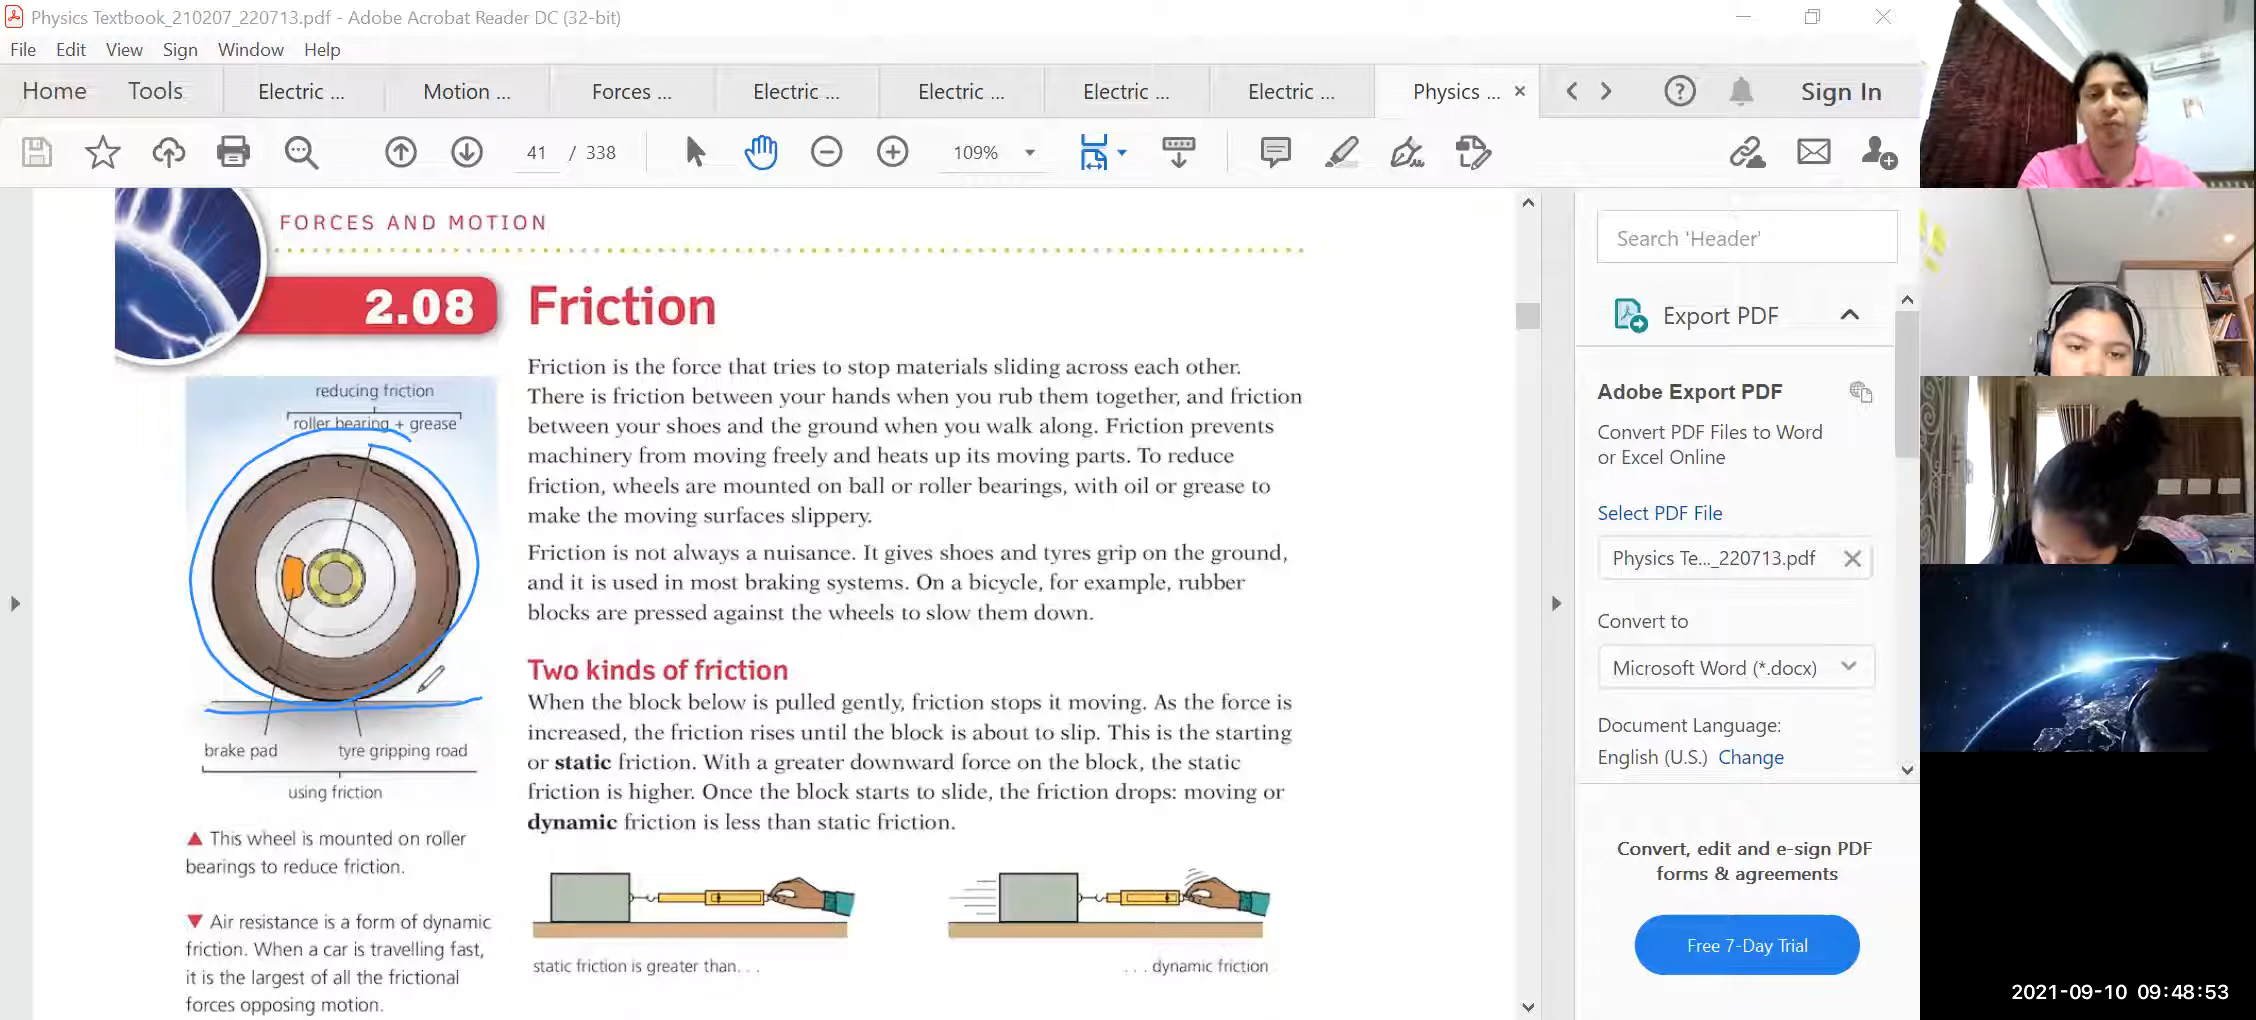 Physics Textbook_210207_220713.pdf - Adobe Acrobat Reader DC (32-bit)
File Edit View Sign Window Help
Home Tools Electric ... Motion ... Forces ... Electric ... Electric ... Electric ... Electric ... Physics ... Sign In
41 / 338 109%
FORCES AND MOTION
2.08 Friction
reducing friction
roller bearing + grease
brake pad tyre gripping road
using friction
▲ This wheel is mounted on roller
bearings to reduce friction.
▼ Air resistance is a form of dynamic
friction. When a car is travelling fast,
it is the largest of all the frictional
forces opposing motion.
Friction is the force that tries to stop materials sliding across each other.
There is friction between your hands when you rub them together, and friction
between your shoes and the ground when you walk along. Friction prevents
machinery from moving freely and heats up its moving parts. To reduce
friction, wheels are mounted on ball or roller bearings, with oil or grease to
make the moving surfaces slippery.
Friction is not always a nuisance. It gives shoes and tyres grip on the ground,
and it is used in most braking systems. On a bicycle, for example, rubber
blocks are pressed against the wheels to slow them down.
Two kinds of friction
When the block below is pulled gently, friction stops it moving. As the force is
increased, the friction rises until the block is about to slip. This is the starting
or static friction. With a greater downward force on the block, the static
friction is higher. Once the block starts to slide, the friction drops: moving or
dynamic friction is less than static friction.
static friction is greater than. . .
. . . dynamic friction
Search 'Header'
Export PDF
Adobe Export PDF
Convert PDF Files to Word
or Excel Online
Select PDF File
Physics Te..._220713.pdf
Convert to
Microsoft Word (*.docx)
Document Language:
English (U.S.) Change
Convert, edit and e-sign PDF
forms & agreements
Free 7-Day Trial
2021-09-10 09:48:53